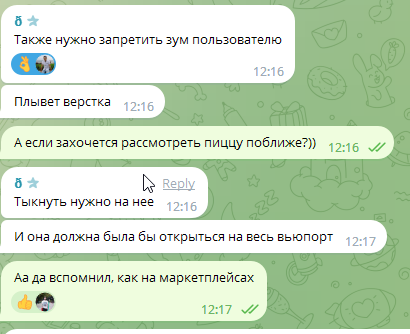 ð
Также нужно запретить зум пользователю
12:16
Плывет верстка 12:16
А если захочется рассмотреть пиццу поближе?)) 12:16
ð Reply
Тыкнуть нужно на нее 12:16
И она должна была бы открыться на весь вьюпорт 12:17
Аа да вспомнил, как на маркетплейсах
12:17